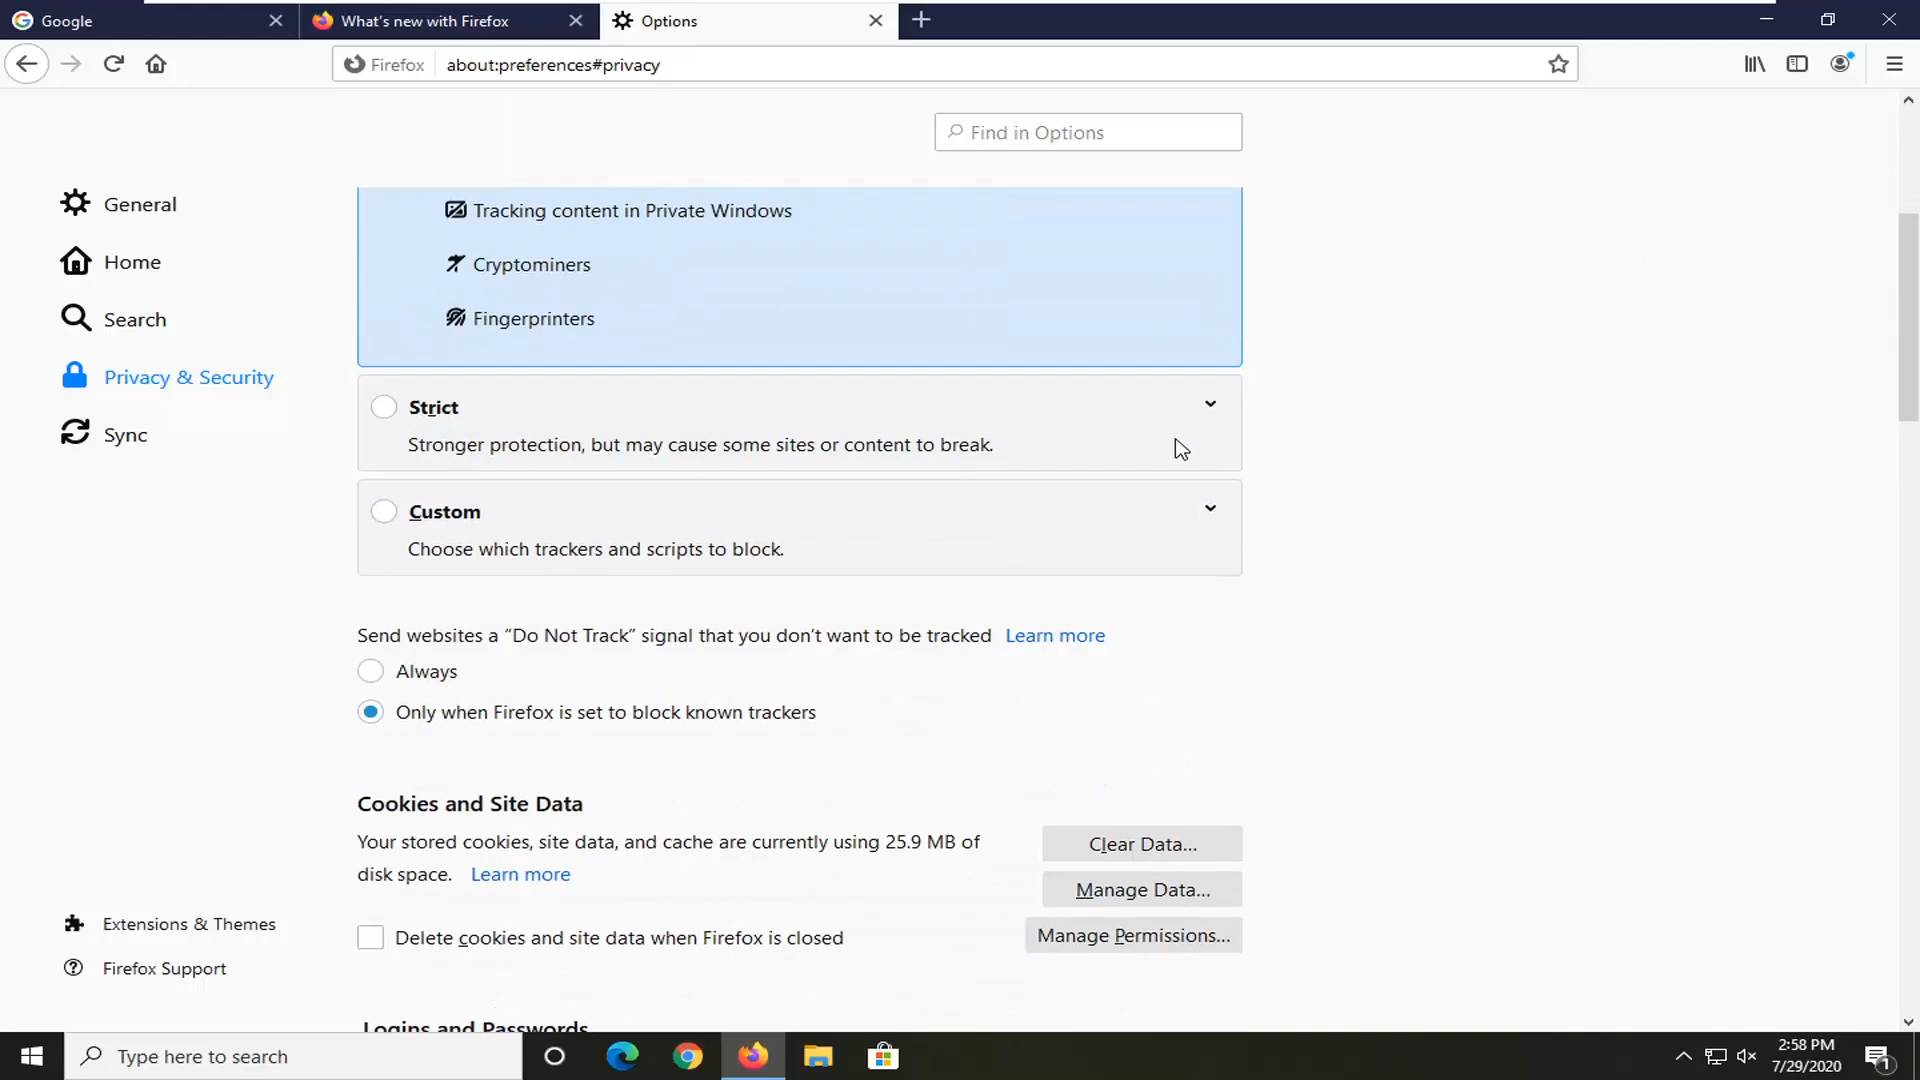 Google
What's new with Firefox
Options
Firefox
about:preferences#privacy
Find in Options
General
Home
Search
Privacy & Security
Sync
Extensions & Themes
Firefox Support
Tracking content in Private Windows
Cryptominers
Fingerprinters
Strict
Stronger protection, but may cause some sites or content to break.
Custom
Choose which trackers and scripts to block.
Send websites a “Do Not Track” signal that you don’t want to be tracked Learn more
Always
Only when Firefox is set to block known trackers
Cookies and Site Data
Your stored cookies, site data, and cache are currently using 25.9 MB of
disk space. Learn more
Clear Data...
Manage Data...
Delete cookies and site data when Firefox is closed
Manage Permissions...
Logins and Passwords
Type here to search
2:58 PM
7/29/2020
1